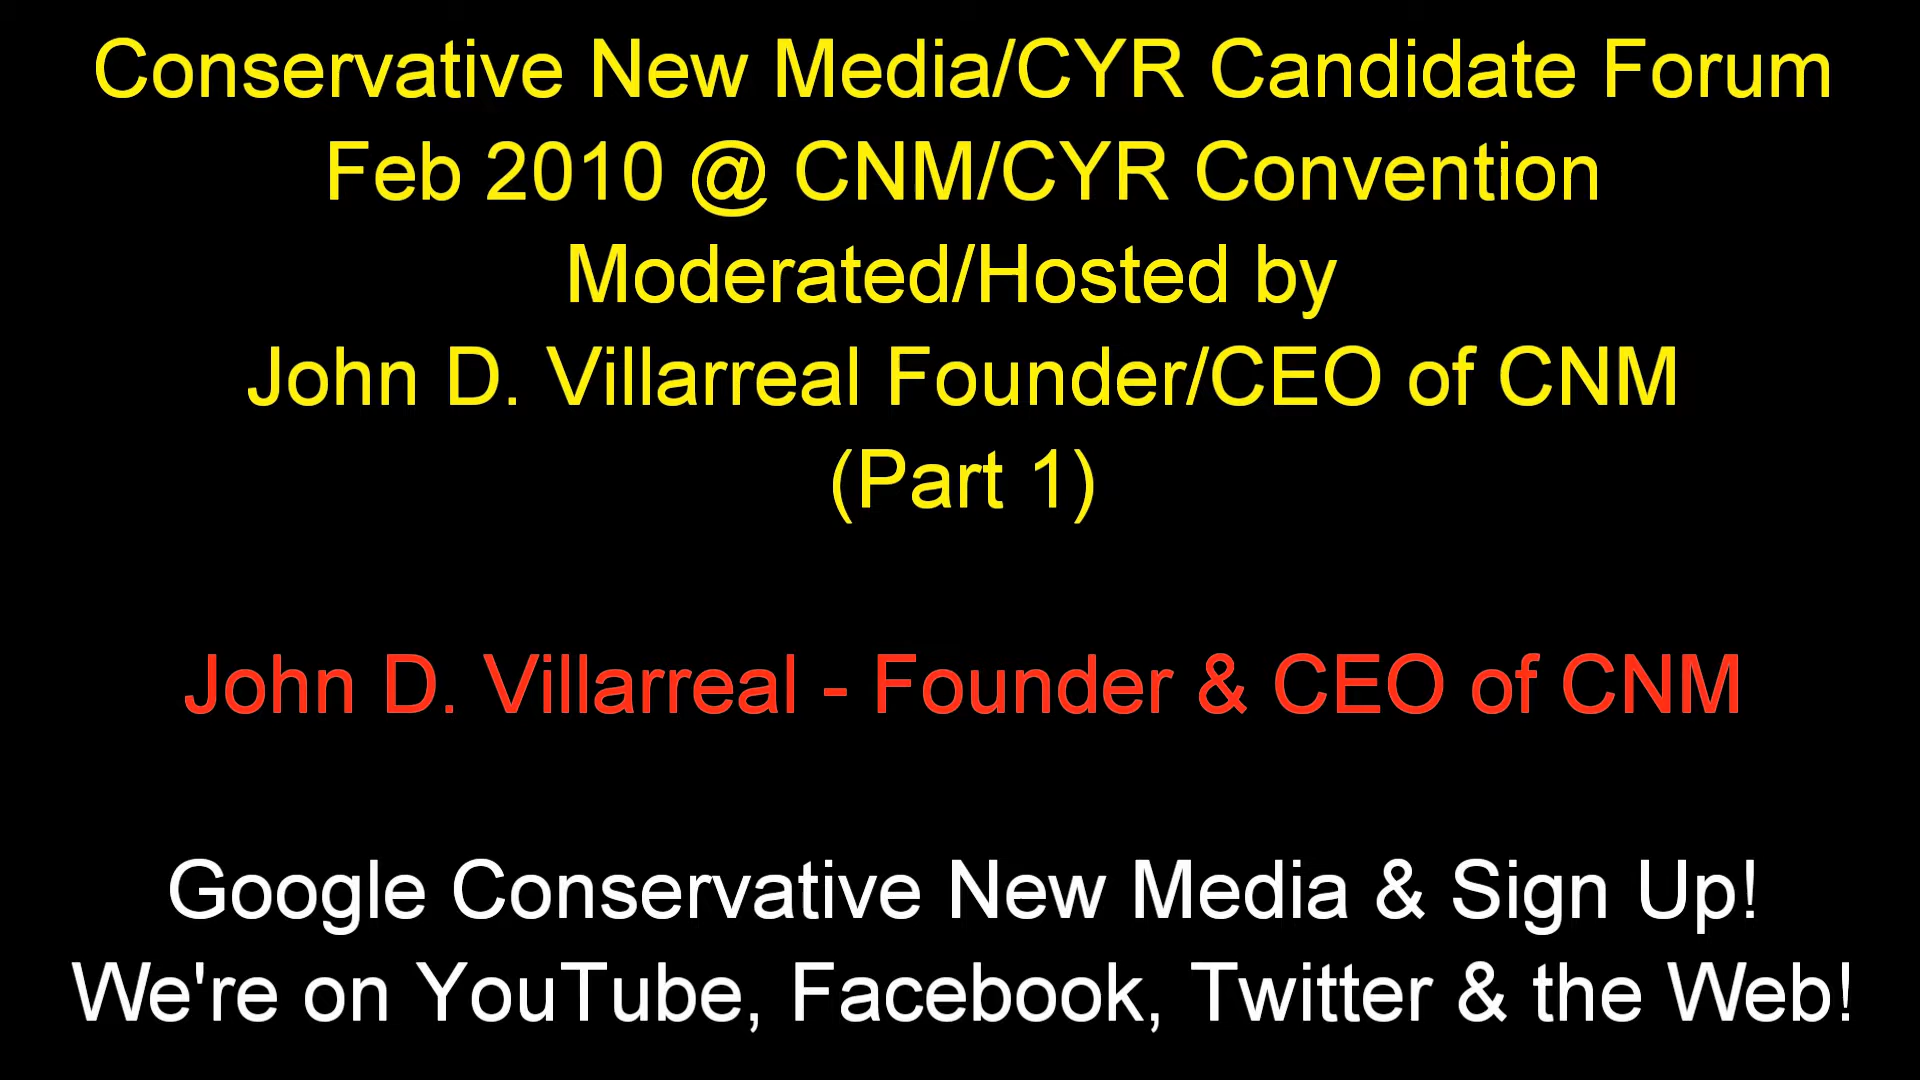 Conservative New Media/CYR Candidate Forum
Feb 2010 @ CNM/CYR Convention
Moderated/Hosted by
John D. Villarreal Founder/CEO of CNM
(Part 1)
John D. Villarreal - Founder & CEO of CNM
Google Conservative New Media & Sign Up!
We're on YouTube, Facebook, Twitter & the Web!